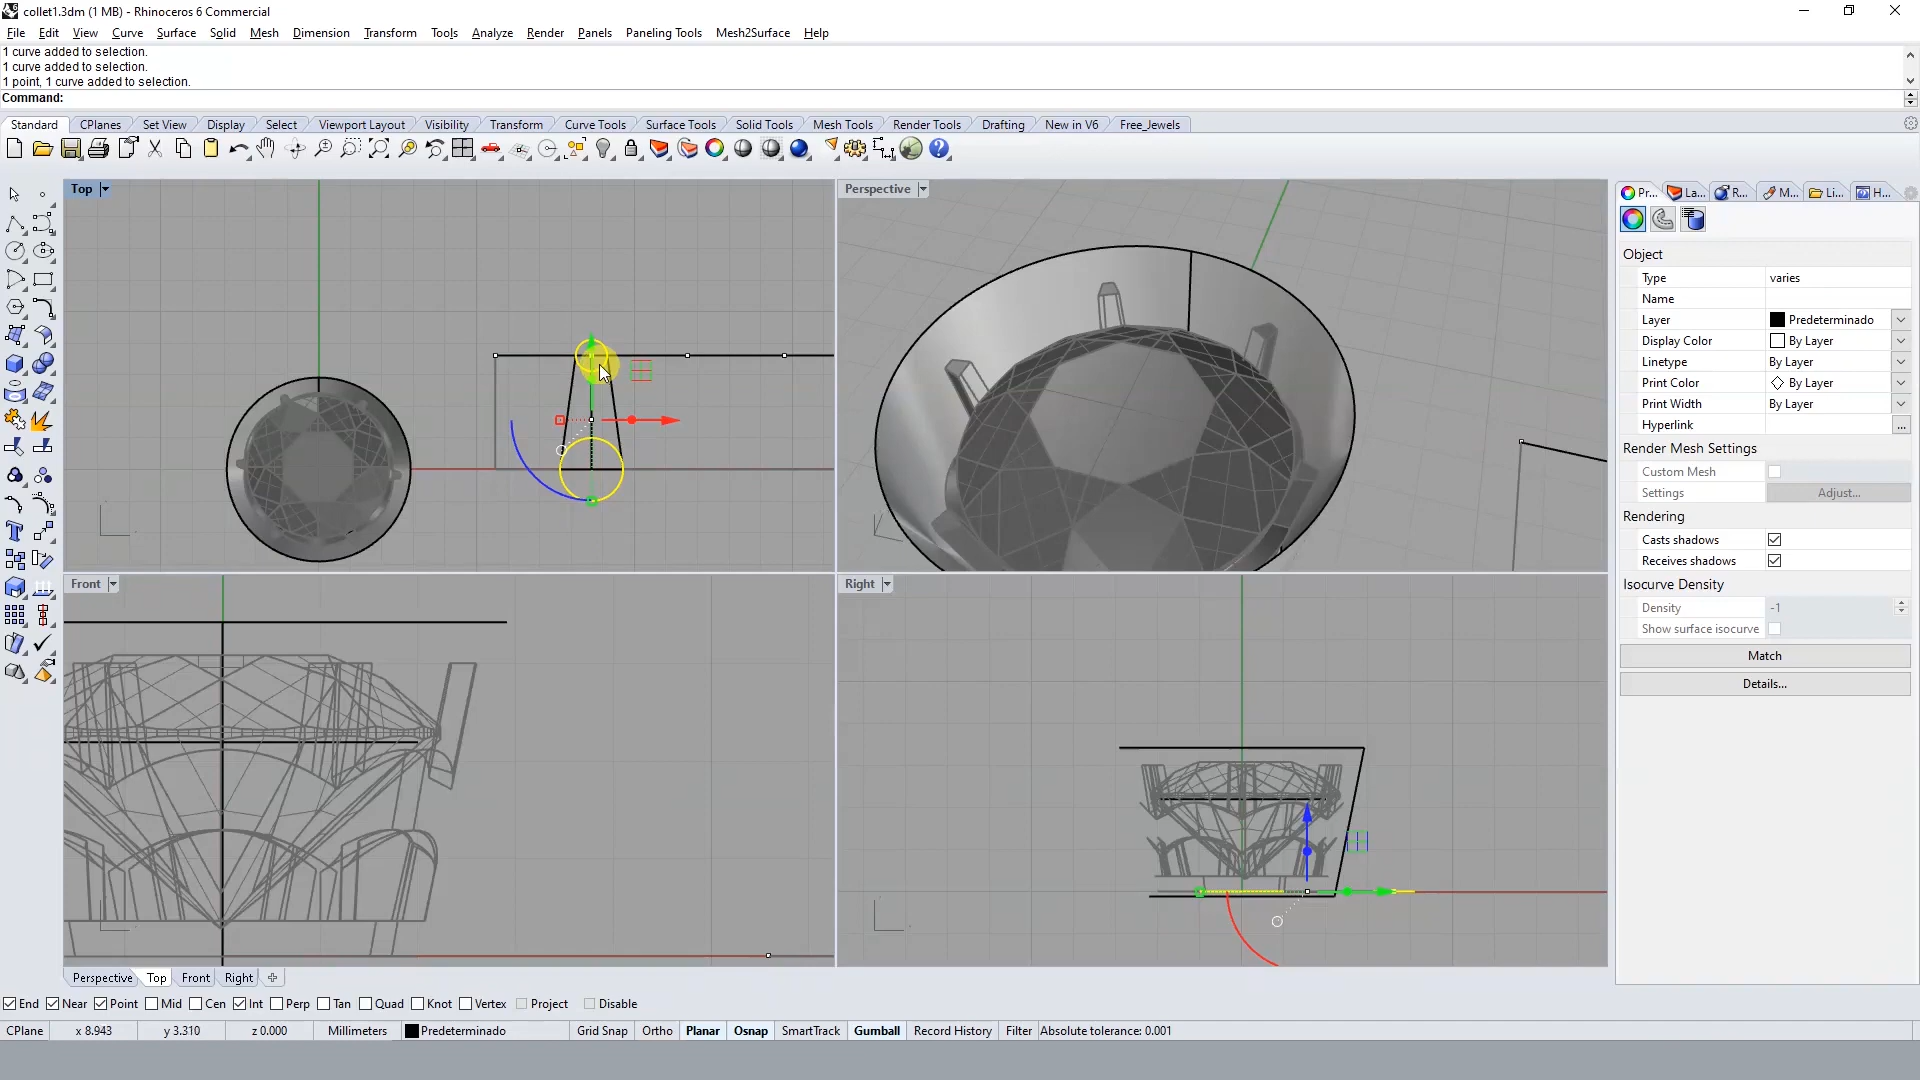 collet1.3dm (1 MB) - Rhinoceros 6 Commercial
File Edit View Curve Surface Solid Mesh Dimension Transform Tools Analyze Render Panels Paneling Tools Mesh2Surface Help
1 curve added to selection.
1 curve added to selection.
1 point, 1 curve added to selection.
Command:
Standard CPlanes Set View Display Select Viewport Layout Visibility Transform Curve Tools Surface Tools Solid Tools Mesh Tools Render Tools Drafting New in V6 Free_Jewels
Top
Perspective
Pr... La... R... M... Li... H...
Object
Type varies
Name
Layer Predeterminado
Display Color By Layer
Linetype By Layer
Print Color By Layer
Print Width By Layer
Hyperlink ...
Render Mesh Settings
Custom Mesh
Settings Adjust...
Rendering
Casts shadows
Receives shadows
Isocurve Density
Density -1
Show surface isocurve
Match
Details...
Front
Right
Perspective Top Front Right
End Near Point Mid Cen Int Perp Tan Quad Knot Vertex Project Disable
CPlane x 8.943 y 3.310 z 0.000 Millimeters Predeterminado Grid Snap Ortho Planar Osnap SmartTrack Gumball Record History Filter Absolute tolerance: 0.001